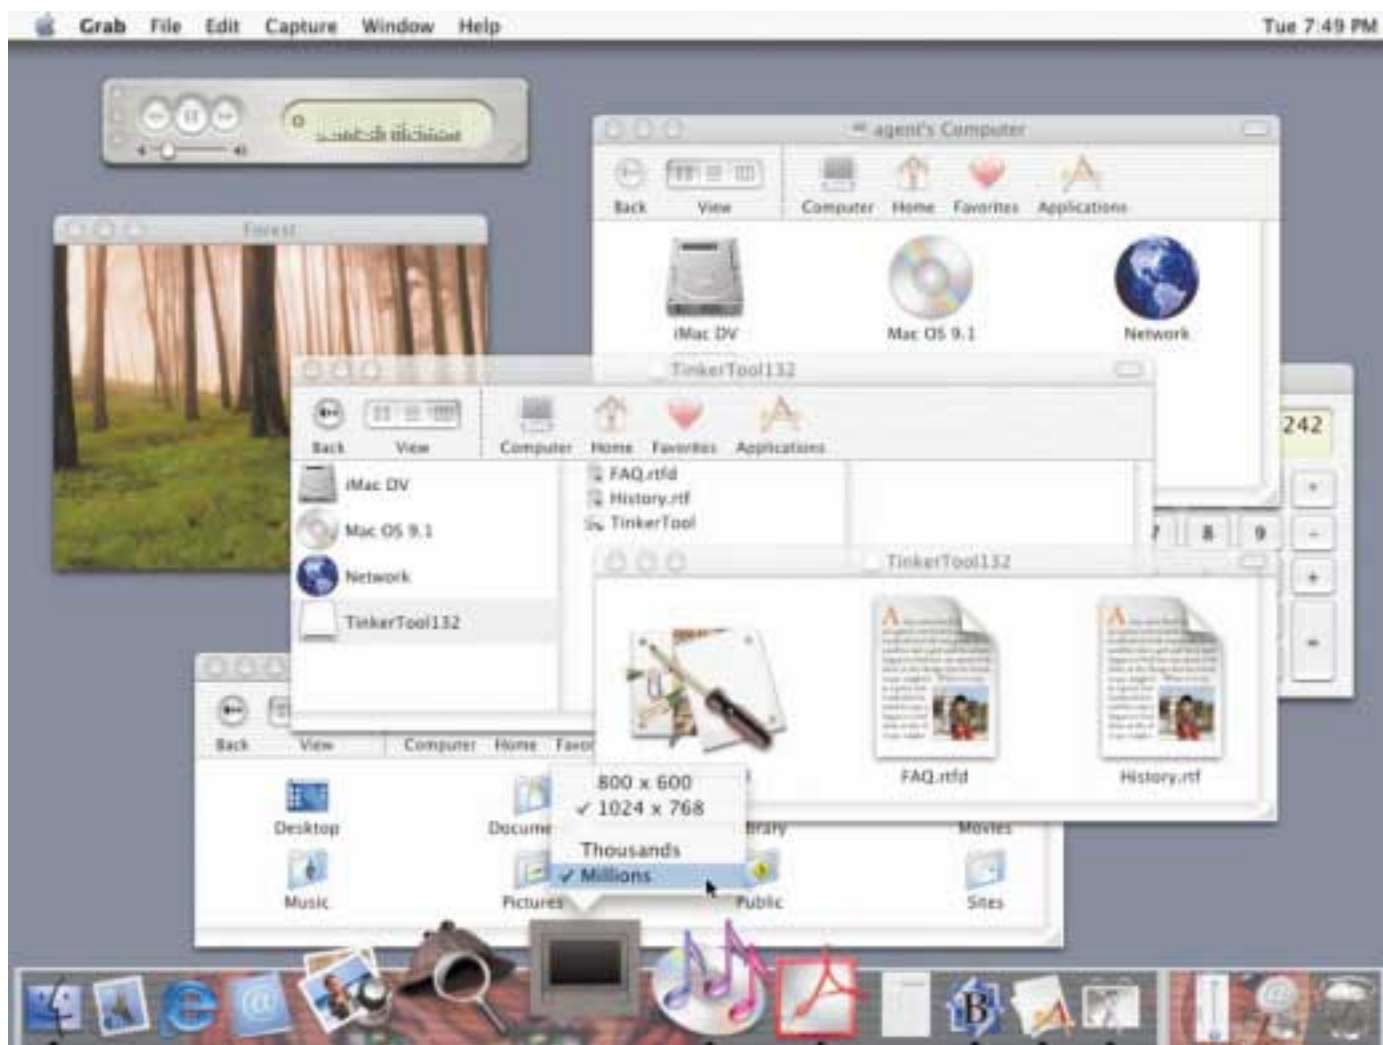 Grab File Edit Capture Window Help Tue 7:49 PM
agent's Computer
Back View Computer Home Favorites Applications
iMac DV Mac OS 9.1 Network
Forest
TinkerTool132
Back View Computer Home Favorites Applications
iMac DV
Mac OS 9.1
Network
TinkerTool132
FAQ.rtfd
History.rtf
TinkerTool
242
7 8 9
TinkerTool132
FAQ.rtfd History.rtf
Back View Computer Home Favor
Desktop Docume brary Movies
Music Pictures Public Sites
800 x 600
✓ 1024 x 768
Thousands
✓ Millions